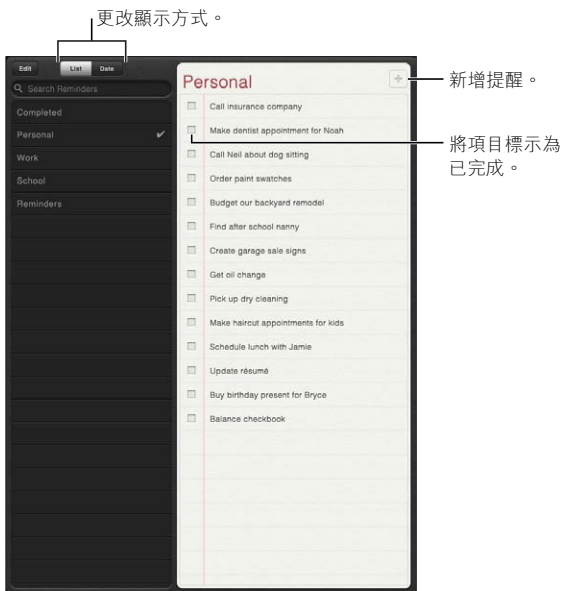 更改顯示方式。
Edit
List
Date
Search Reminders
Completed
Personal
Work
School
Reminders
Personal
新增提醒。
Call insurance company
Make dentist appointment for Noah
將項目標示為
已完成。
Call Neil about dog sitting
Order paint swatches
Budget our backyard remodel
Find after school nanny
Create garage sale signs
Get oil change
Pick up dry cleaning
Make haircut appointments for kids
Schedule lunch with Jamie
Update résumé
Buy birthday present for Bryce
Balance checkbook